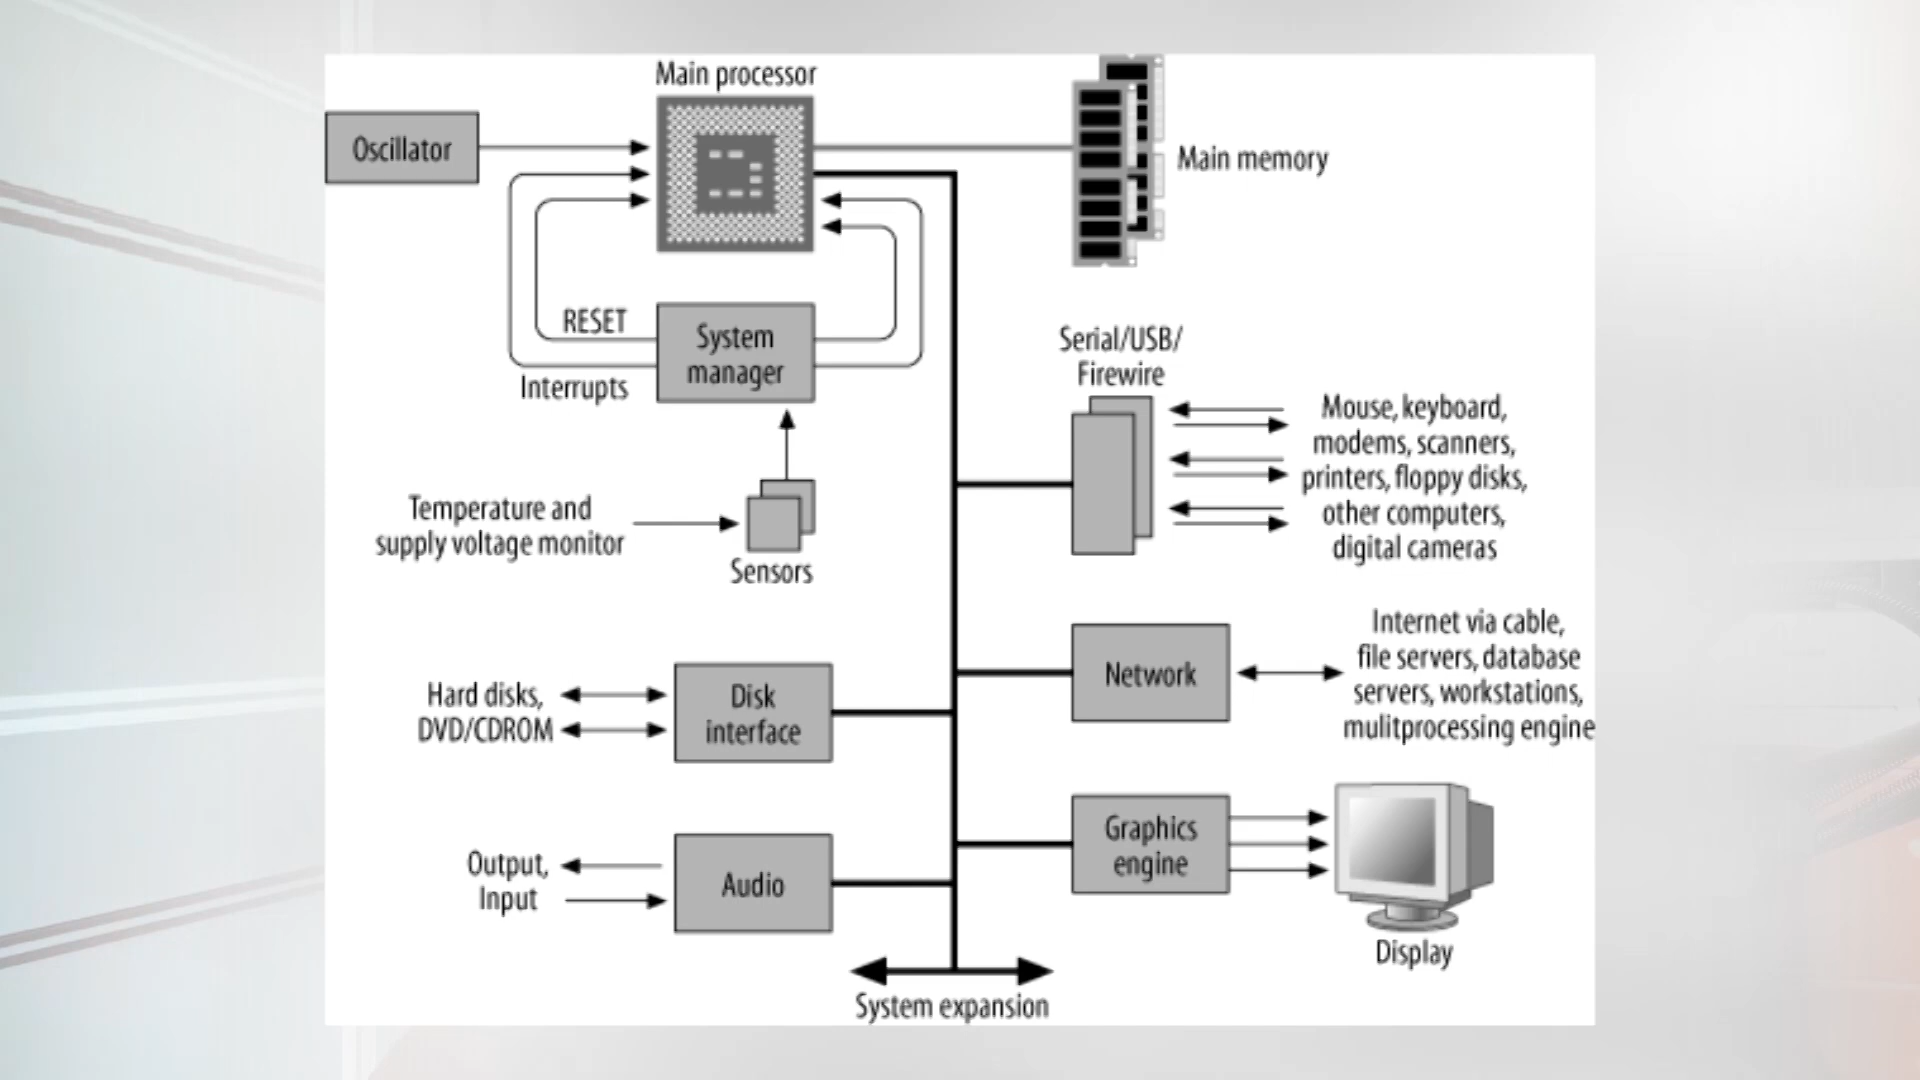 Main processor
Oscillator
Main memory
RESET
System
manager
Interrupts
Serial/USB/
Firewire
Mouse, keyboard,
modems, scanners,
printers, floppy disks,
other computers,
digital cameras
Temperature and
supply voltage monitor
Sensors
Internet via cable,
file servers, database
servers, workstations,
mulitprocessing engine
Network
Hard disks,
DVD/CDROM
Disk
interface
Graphics
engine
Output,
Input
Audio
Display
System expansion